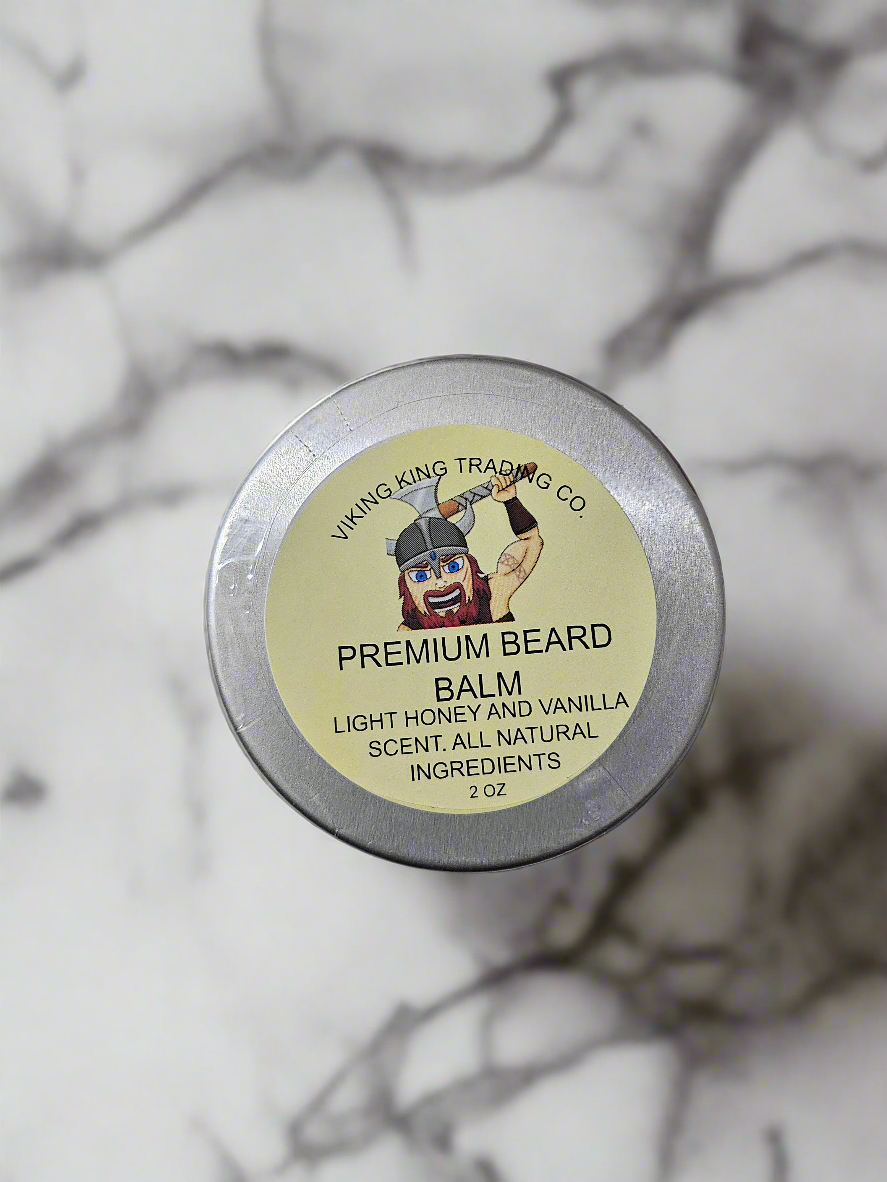 VIKING KING TRADING CO.
PREMIUM BEARD
BALM
LIGHT HONEY AND VANILLA
SCENT. ALL NATURAL
INGREDIENTS
2 OZ